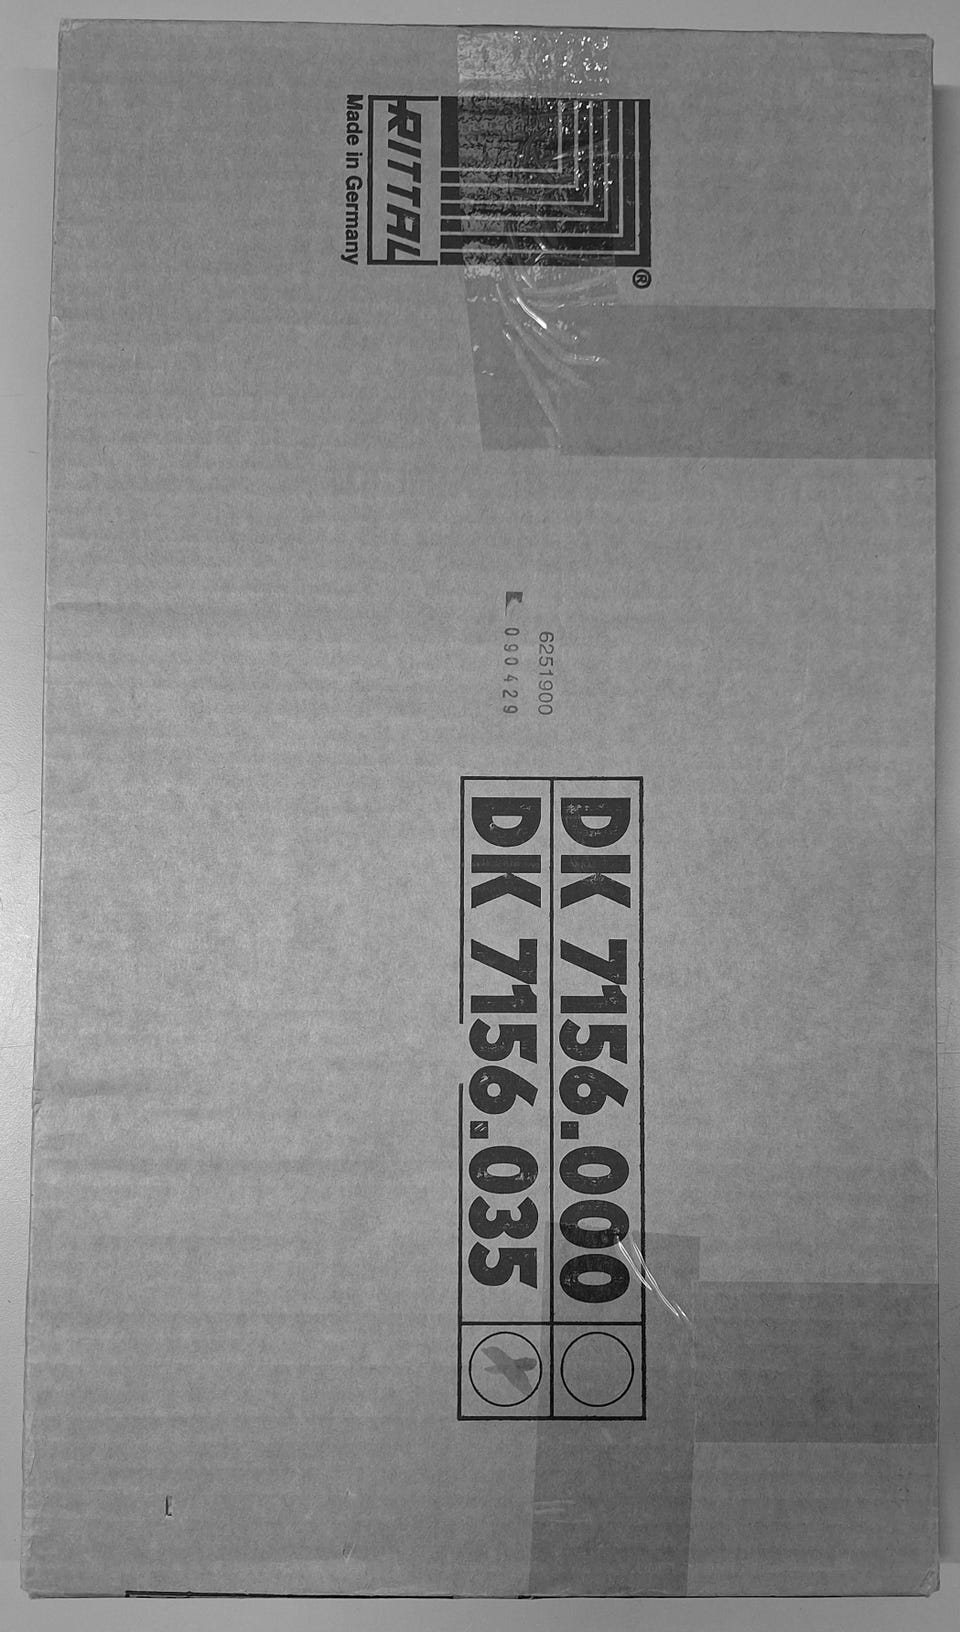 ®
RITTAL
Made in Germany
6251900
090429
DK 7156.000
DK 7156.035